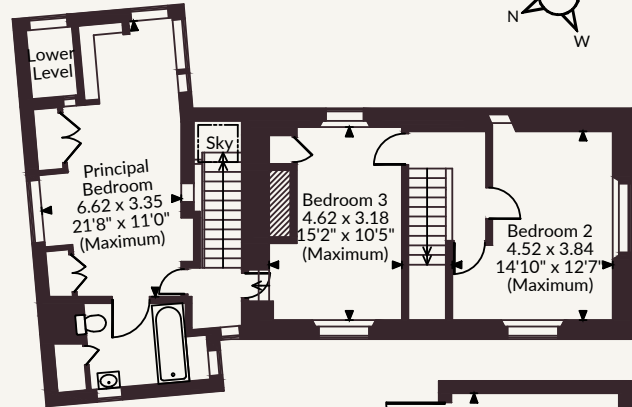 N
W
Lower
Level
Sky
Principal
Bedroom
6.62 x 3.35
21'8" x 11'0"
(Maximum)
Bedroom 3
4.62 x 3.18
15'2" x 10'5"
(Maximum)
Bedroom 2
4.52 x 3.84
14'10" x 12'7"
(Maximum)